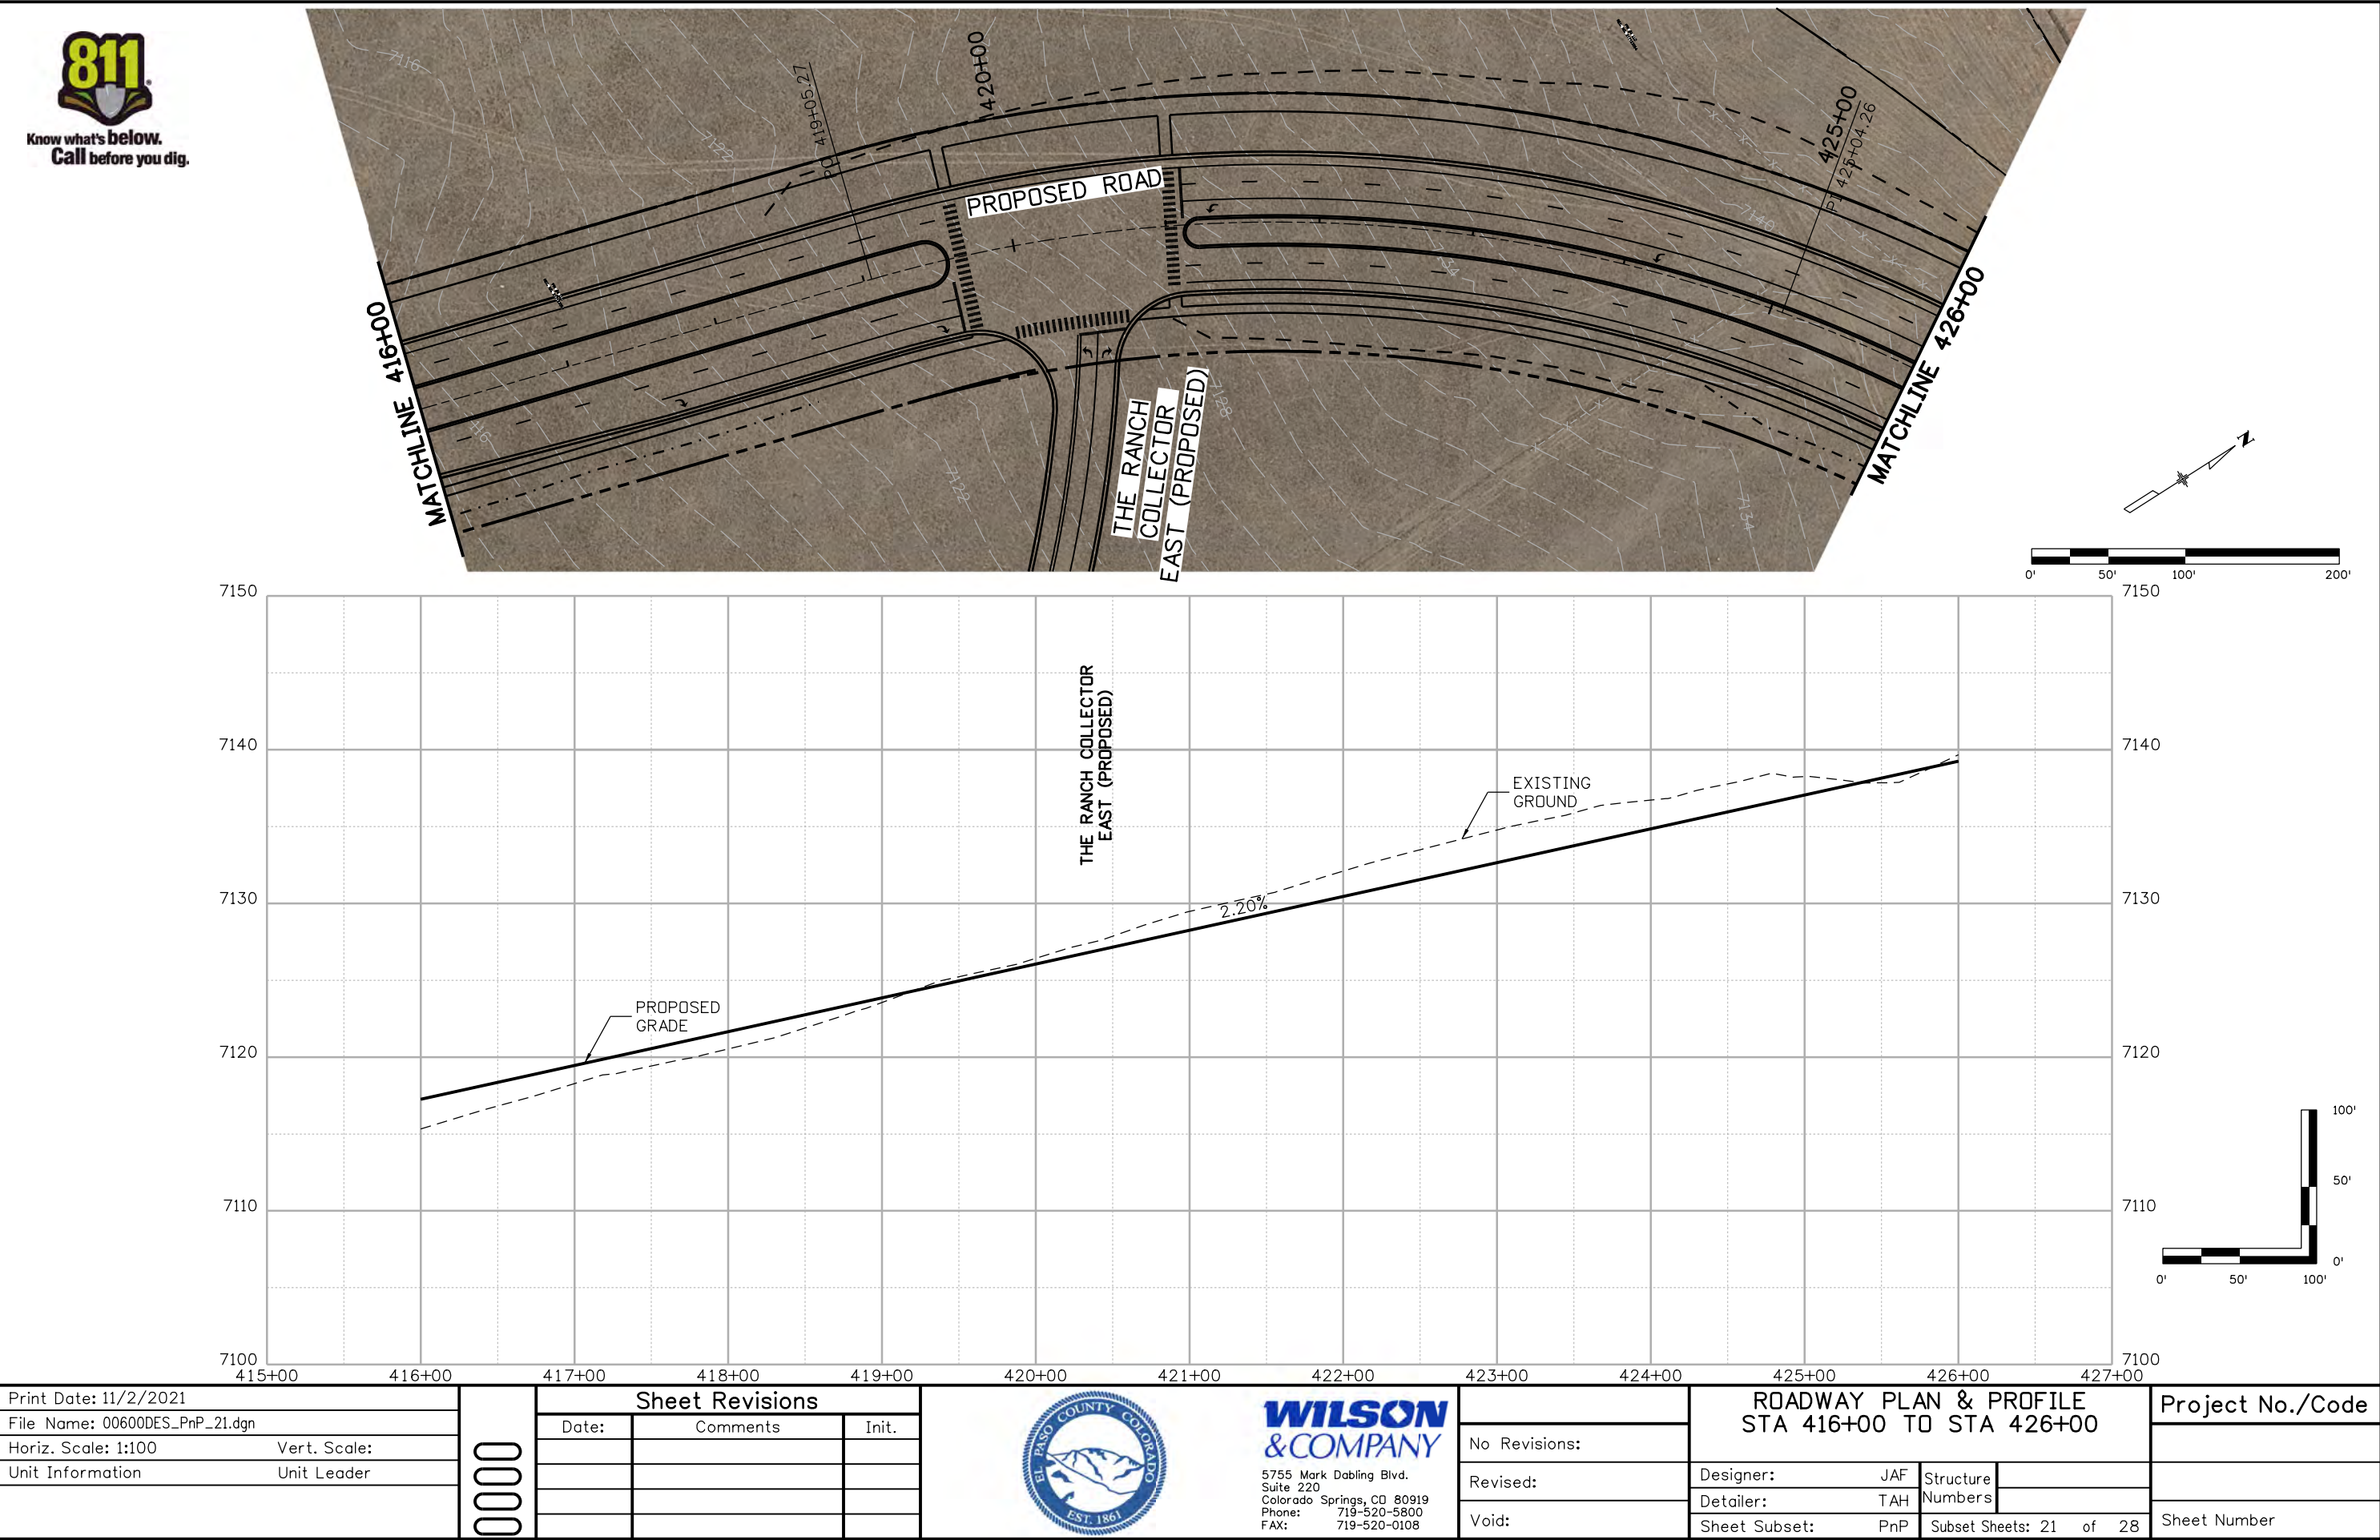 811
Know what's below.
Call before you dig.
7116
7122
PC 419+05.27
420+00
425+00
PT 425+04.26
7140
PROPOSED ROAD
MATCHLINE 416+00
MATCHLINE 426+00
7122
7128
7134
THE RANCH
COLLECTOR
EAST (PROPOSED)
N
0' 50' 100' 200'
7150 7150
THE RANCH COLLECTOR
EAST (PROPOSED)
7140 7140
EXISTING
GROUND
7130 7130
2.20%
PROPOSED
GRADE
7120 7120
100'
50'
0'
0' 50' 100'
7110 7110
7100 7100
415+00 416+00 417+00 418+00 419+00 420+00 421+00 422+00 423+00 424+00 425+00 426+00 427+00
Print Date: 11/2/2021
File Name: 00600DES_PnP_21.dgn
Horiz. Scale: 1:100 Vert. Scale:
Unit Information Unit Leader
Sheet Revisions
Date: Comments Init.
EL PASO COUNTY COLORADO
EST. 1861
WILSON
&COMPANY
5755 Mark Dabling Blvd.
Suite 220
Colorado Springs, CO 80919
Phone: 719-520-5800
FAX: 719-520-0108
No Revisions:
Revised:
Void:
ROADWAY PLAN & PROFILE
STA 416+00 TO STA 426+00
Designer: JAF
Detailer: TAH
Sheet Subset: PnP
Structure
Numbers
Subset Sheets: 21 of 28
Project No./Code
Sheet Number